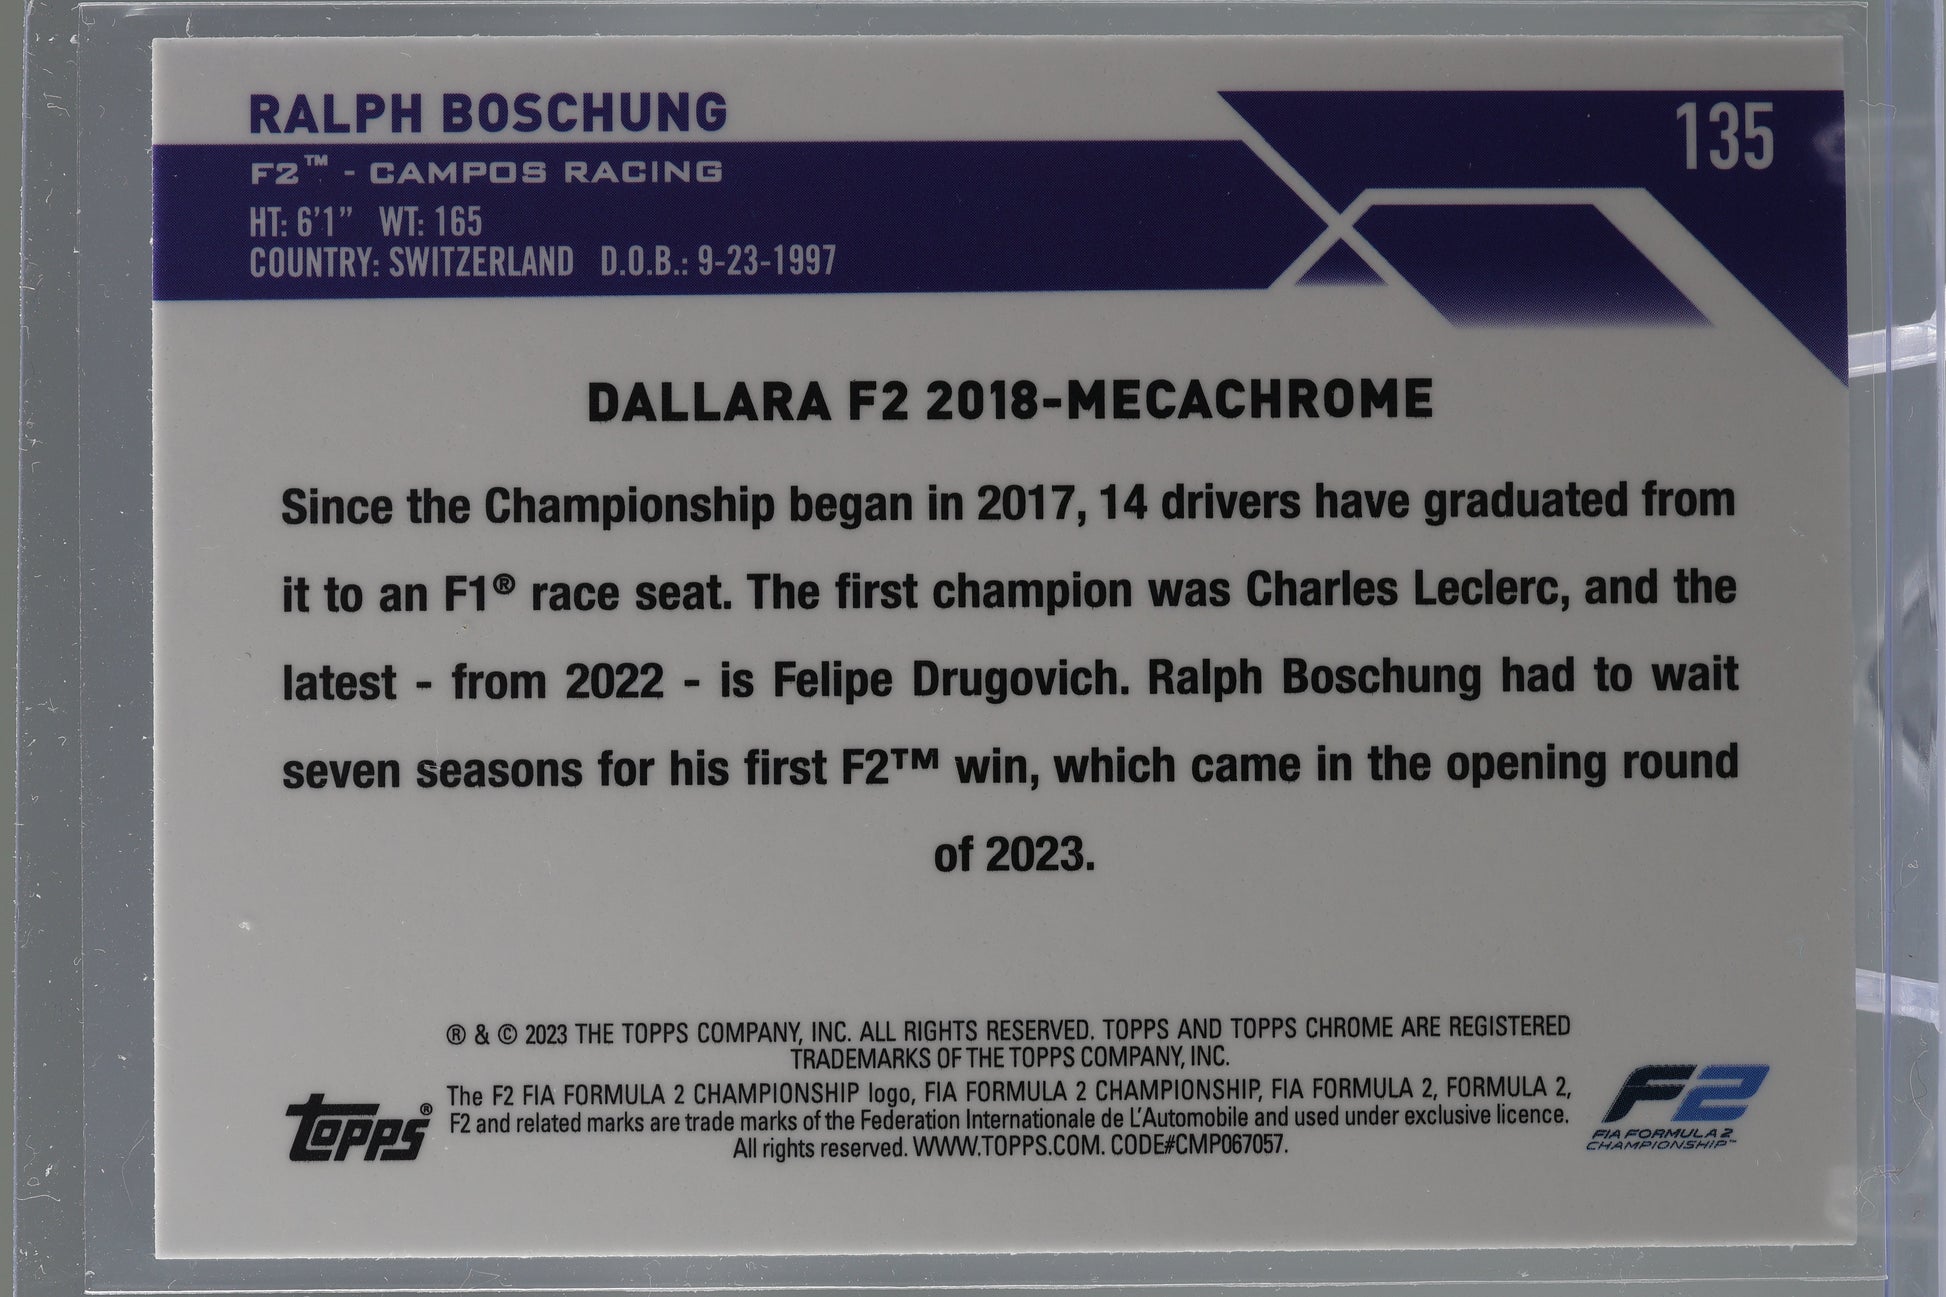 RALPH BOSCHUNG
135
F2™ - CAMPOS RACING
HT: 6'1" WT: 165
COUNTRY: SWITZERLAND D.O.B.: 9-23-1997
DALLARA F2 2018-MECACHROME
Since the Championship began in 2017, 14 drivers have graduated from
it to an F1® race seat. The first champion was Charles Leclerc, and the
latest - from 2022 - is Felipe Drugovich. Ralph Boschung had to wait
seven seasons for his first F2™ win, which came in the opening round
of 2023.
® & © 2023 THE TOPPS COMPANY, INC. ALL RIGHTS RESERVED. TOPPS AND TOPPS CHROME ARE REGISTERED
TRADEMARKS OF THE TOPPS COMPANY, INC.
The F2 FIA FORMULA 2 CHAMPIONSHIP logo, FIA FORMULA 2 CHAMPIONSHIP, FIA FORMULA 2, FORMULA 2,
F2 and related marks are trade marks of the Federation Internationale de L'Automobile and used under exclusive licence.
All rights reserved. WWW.TOPPS.COM. CODE#CMP067057.
Topps®
F2
FIA FORMULA 2
CHAMPIONSHIP™